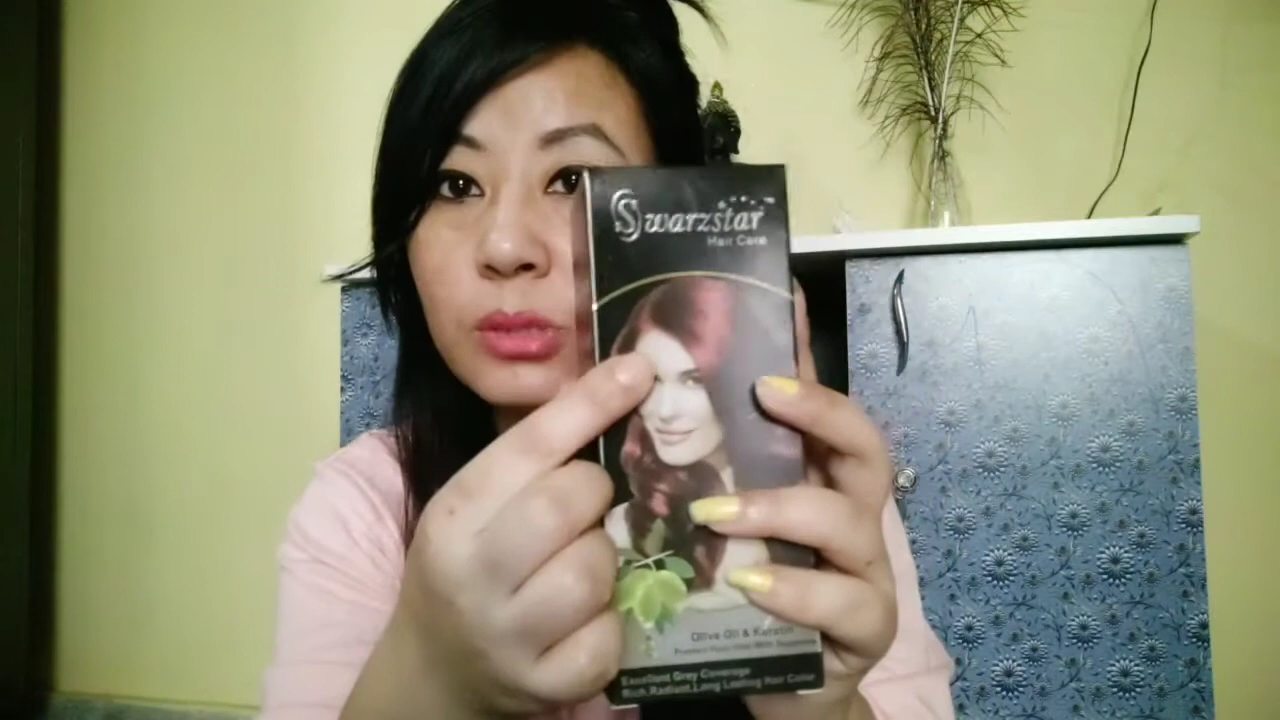 Swarzstar
Hair Care
Olive Oil & Keratin
Excellent Grey Coverage
Rich, Radiant, Long Lasting Hair Color